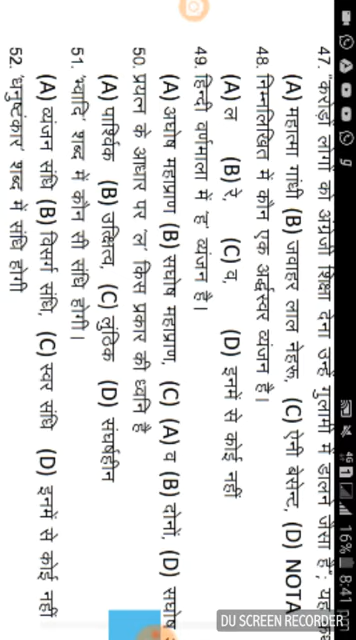 16% 8:41
47. "करोड़ों लोगों को अंग्रेजी शिक्षा देना उन्हें गुलामी में डालने जैसा है"; यह
(A) महात्मा गांधी (B) जवाहर लाल नेहरू, (C) ऐनी बेसेन्ट, (D) NOTA
48. निम्नलिखित में कौन एक अर्द्धस्वर व्यंजन है।
(A) ल (B) रे, (C) व, (D) इनमें से कोई नहीं
49. हिन्दी वर्णमाला में 'ह' व्यंजन है।
(A) अघोष महाप्राण (B) सघोष महाप्राण, (C) (A) व (B) दोनों, (D) सघोष
50. प्रयत्न के आधार पर 'ल' किस प्रकार की ध्वनि है
(A) पार्श्विक (B) उत्क्षिप्त, (C) लुंठिक (D) संघर्षहीन
51. 'भ्वादि' शब्द में कौन सी संधि होगी।
(A) व्यंजन संधि (B) विसर्ग संधि, (C) स्वर संधि (D) इनमें से कोई नहीं
52. 'धनुष्टंकार' शब्द में संधि होगी
DU SCREEN RECORDER